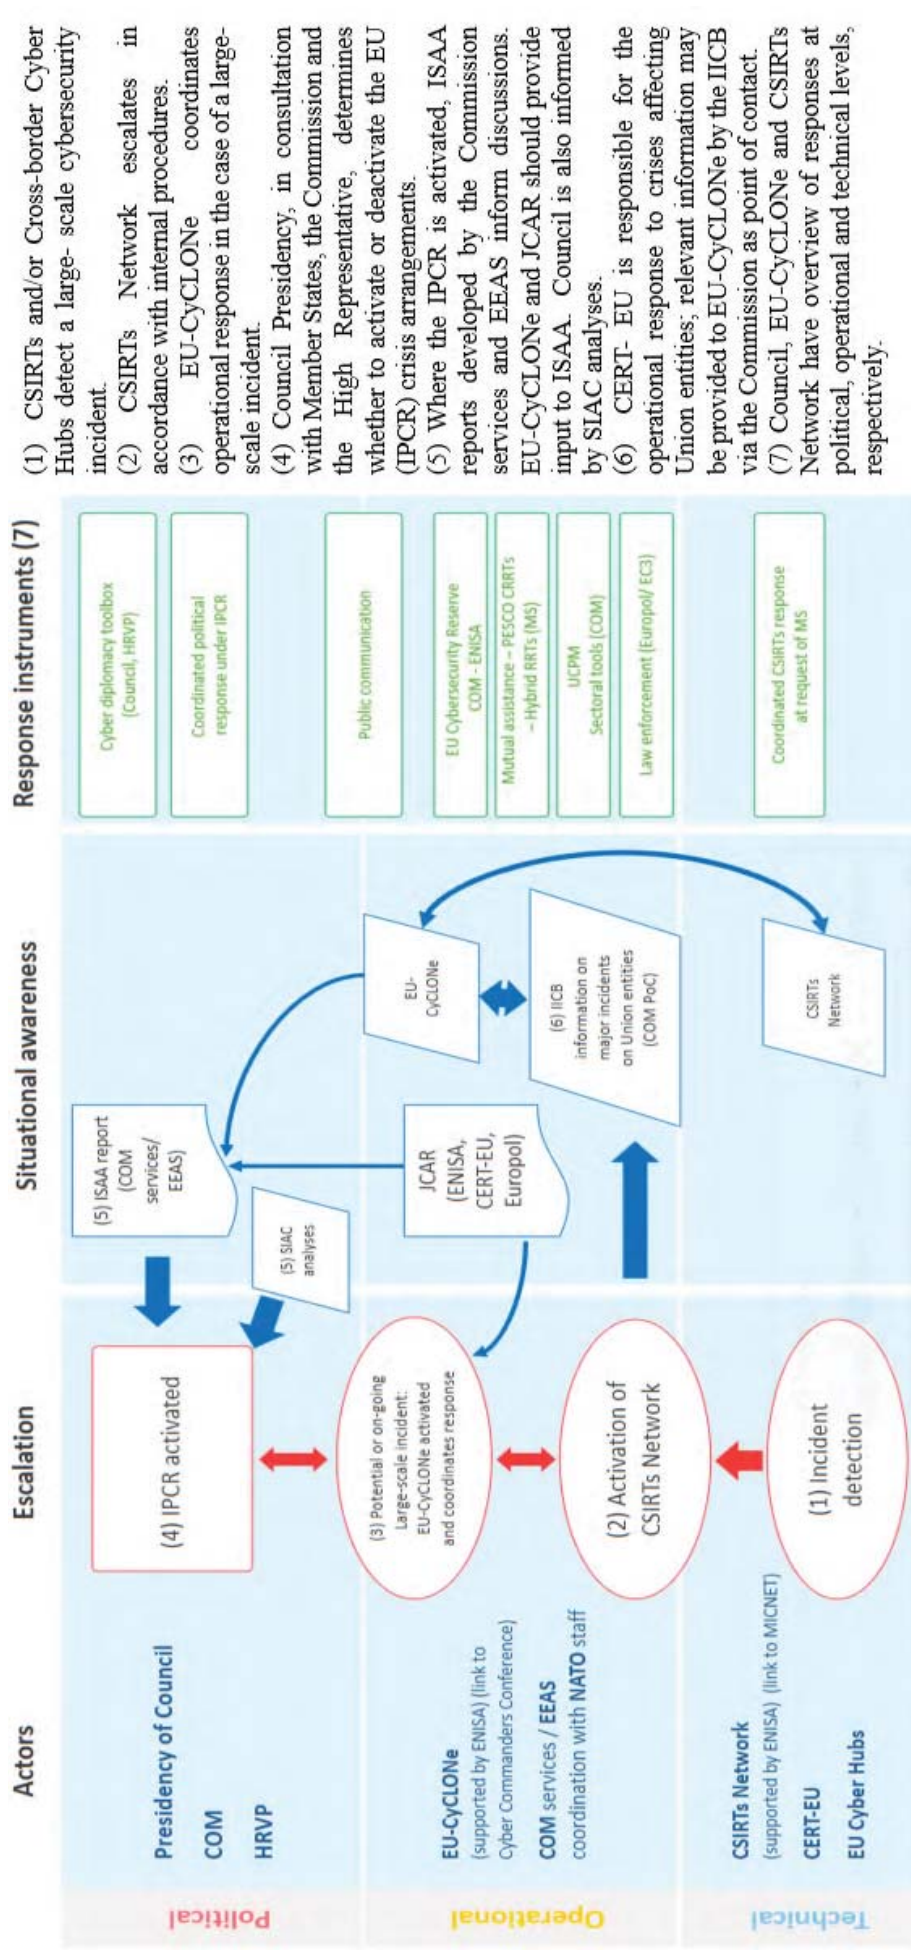 Actors
Escalation
Situational awareness
Response instruments (7)
Political
Presidency of Council
COM
HRVP
(4) IPCR activated
(5) ISAA report
(COM
services/
EEAS)
(5) SIAC
analyses
Cyber diplomacy toolbox
(Council, HRVP)
Coordinated political
response under IPCR
Public communication
Operational
EU-CyCLONe
(supported by ENISA) (link to
Cyber Commanders Conference)
COM services / EEAS
coordination with NATO staff
(3) Potential or on-going
Large-scale incident:
EU-CyCLONe activated
and coordinates response
(2) Activation of
CSIRTs Network
JCAR
(ENISA,
CERT-EU,
Europol)
EU-
CyCLONe
(6) IICB
information on
major incidents
on Union entities
(COM PoC)
EU Cybersecurity Reserve
COM - ENISA
Mutual assistance – PESCO CRRTs
– Hybrid RRTs (MS)
UCPM
Sectoral tools (COM)
Law enforcement (Europol/ EC3)
Technical
CSIRTs Network
(supported by ENISA) (link to MICNET)
CERT-EU
EU Cyber Hubs
(1) Incident
detection
CSIRTs
Network
Coordinated CSIRTs response
at request of MS
(1) CSIRTs and/or Cross-border Cyber
Hubs detect a large- scale cybersecurity
incident.
(2) CSIRTs Network escalates in
accordance with internal procedures.
(3) EU-CyCLONe coordinates
operational response in the case of a large-
scale incident.
(4) Council Presidency, in consultation
with Member States, the Commission and
the High Representative, determines
whether to activate or deactivate the EU
(IPCR) crisis arrangements.
(5) Where the IPCR is activated, ISAA
reports developed by the Commission
services and EEAS inform discussions.
EU-CyCLONe and JCAR should provide
input to ISAA. Council is also informed
by SIAC analyses.
(6) CERT- EU is responsible for the
operational response to crises affecting
Union entities; relevant information may
be provided to EU-CyCLONe by the IICB
via the Commission as point of contact.
(7) Council, EU-CyCLONe and CSIRTs
Network have overview of responses at
political, operational and technical levels,
respectively.